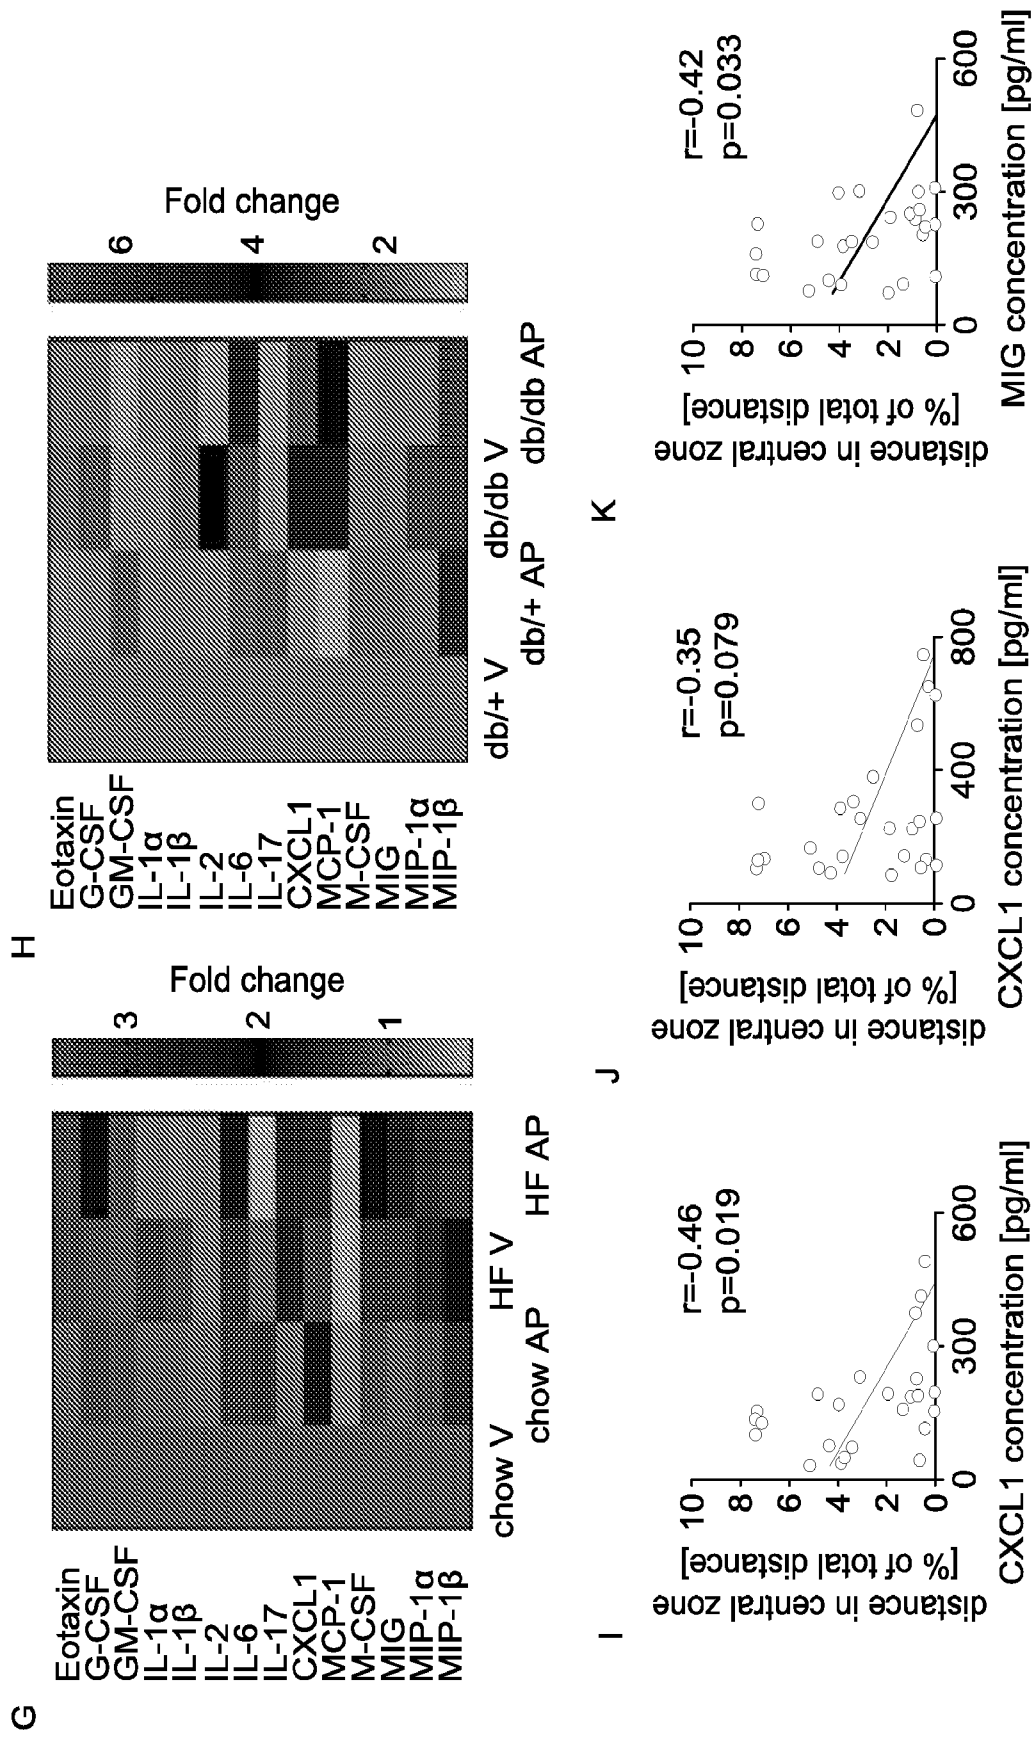 G
Eotaxin
G-CSF
GM-CSF
IL-1α
IL-1β
IL-2
IL-6
IL-17
CXCL1
MCP-1
M-CSF
MIG
MIP-1α
MIP-1β
chow V
chow AP
HF V
HF AP
3
2
1
Fold change
H
Eotaxin
G-CSF
GM-CSF
IL-1α
IL-1β
IL-2
IL-6
IL-17
CXCL1
MCP-1
M-CSF
MIG
MIP-1α
MIP-1β
db/+ V
db/+ AP
db/db V
db/db AP
6
4
2
Fold change
I
distance in central zone
[% of total distance]
10
8
6
4
2
0
r=-0.46
p=0.019
0
300
600
CXCL1 concentration [pg/ml]
J
distance in central zone
[% of total distance]
10
8
6
4
2
0
r=-0.35
p=0.079
0
400
800
CXCL1 concentration [pg/ml]
K
distance in central zone
[% of total distance]
10
8
6
4
2
0
r=-0.42
p=0.033
0
300
600
MIG concentration [pg/ml]